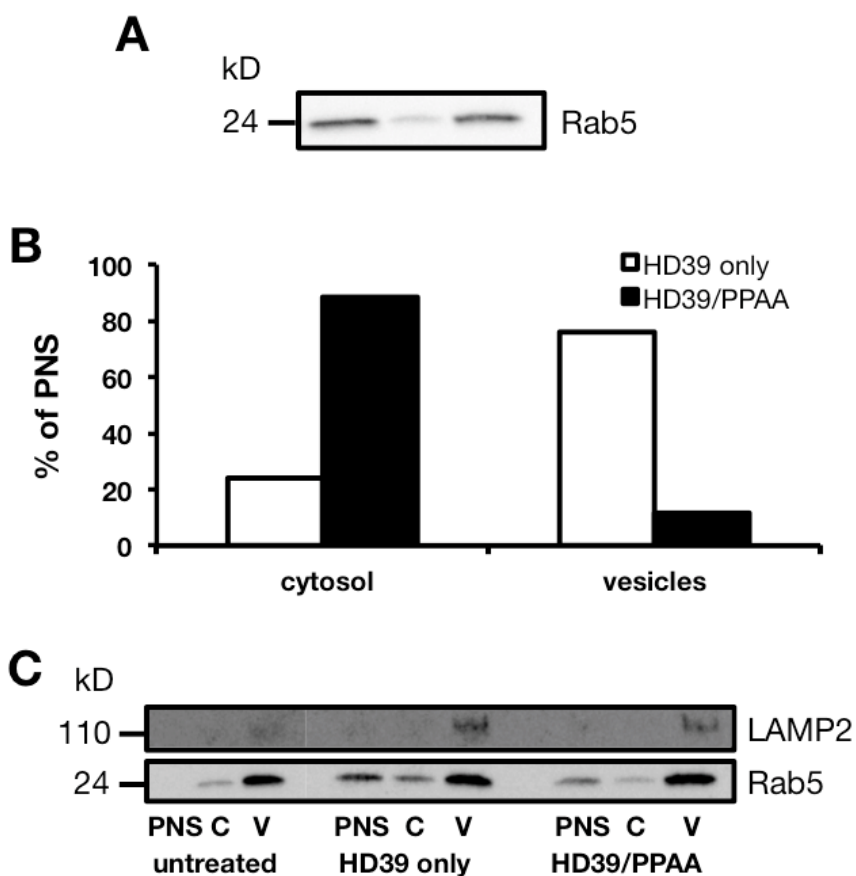 A
kD
24 Rab5
B
100
80
60
40
20
0
% of PNS
HD39 only
HD39/PPAA
cytosol vesicles
C
kD
110 LAMP2
24 Rab5
PNS C V PNS C V PNS C V
untreated HD39 only HD39/PPAA